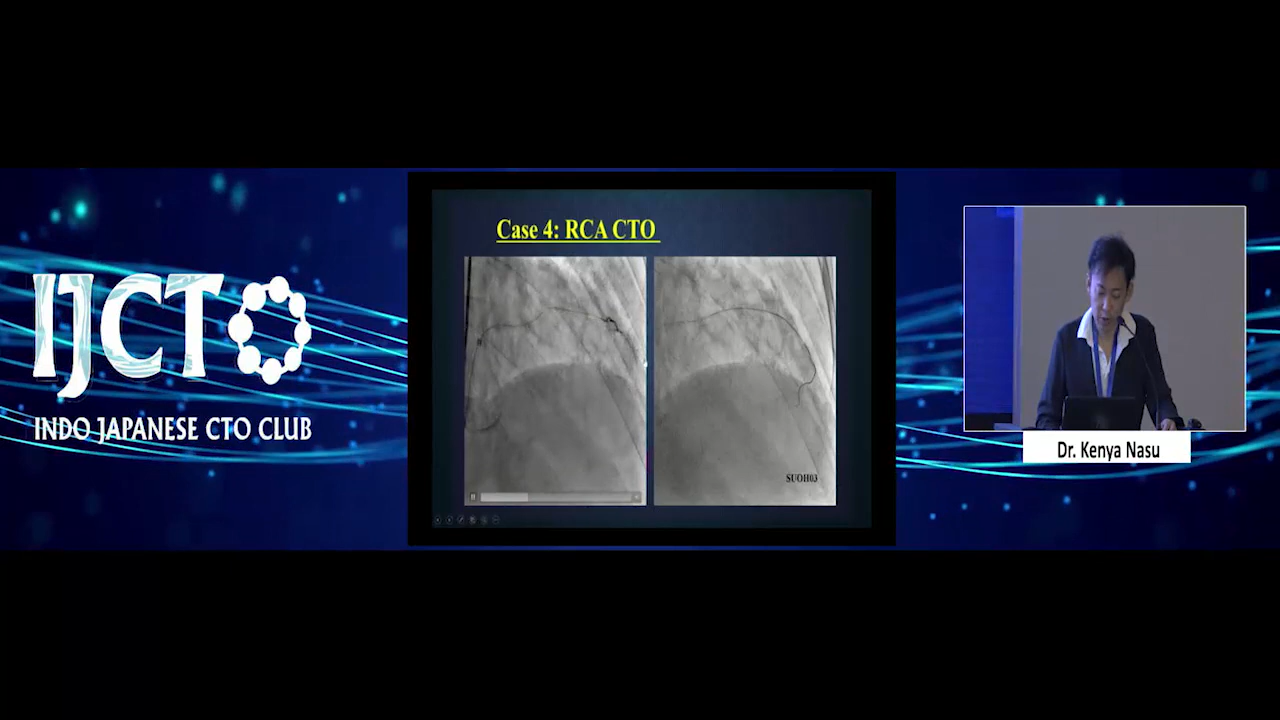 IJCTO
INDO JAPANESE CTO CLUB
Case 4: RCA CTO
SUOH03
Dr. Kenya Nasu